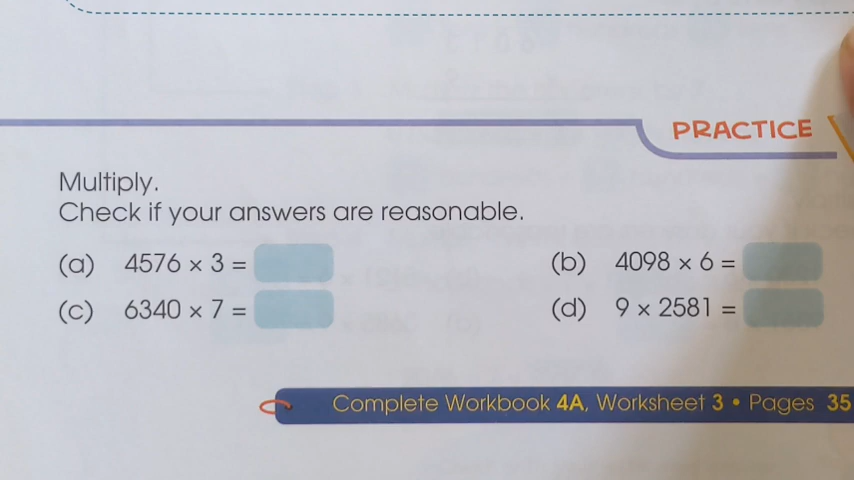 PRACTICE
Multiply.
Check if your answers are reasonable.
(a) 4576 × 3 =
(b) 4098 × 6 =
(c) 6340 × 7 =
(d) 9 × 2581 =
Complete Workbook 4A, Worksheet 3 • Pages 35